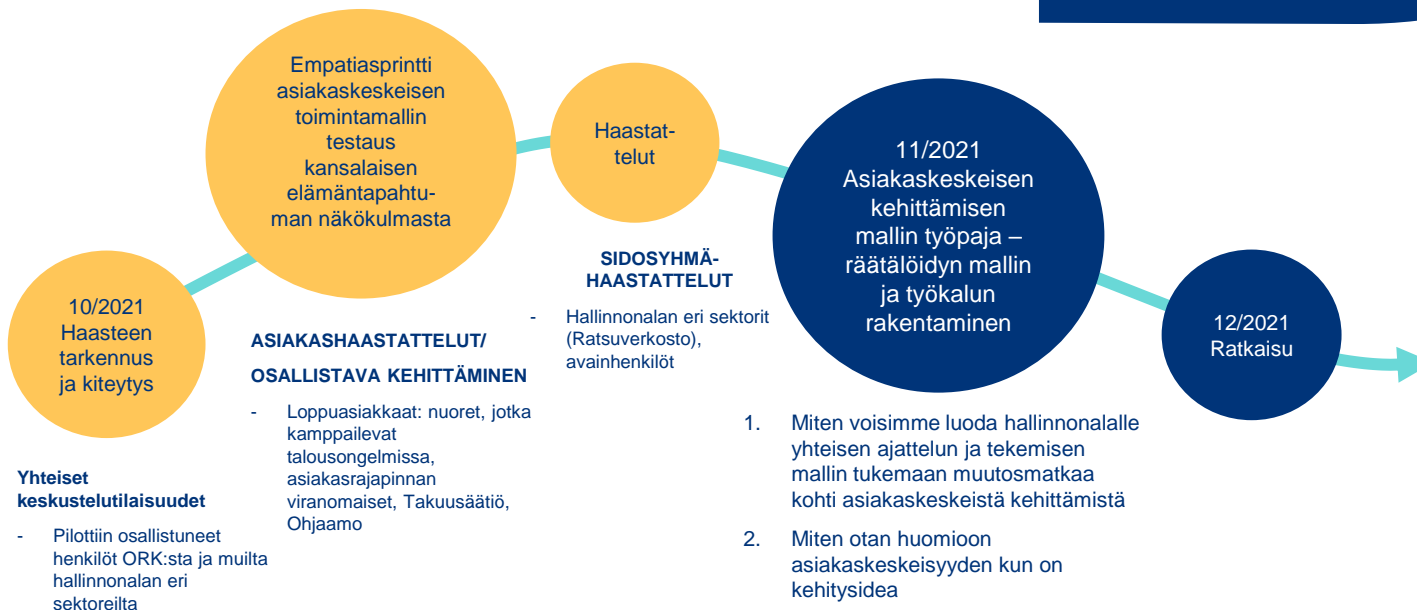 10/2021
Haasteen
tarkennus
ja kiteytys
Yhteiset
keskustelutilaisuudet
- Pilottiin osallistuneet
henkilöt ORK:sta ja muilta
hallinnonalan eri
sektoreilta
Empatiasprintti
asiakaskeskeisen
toimintamallin
testaus
kansalaisen
elämäntapahtu-
man näkökulmasta
ASIAKASHAASTATTELUT/
OSALLISTAVA KEHITTÄMINEN
- Loppuasiakkaat: nuoret, jotka
kamppailevat
talousongelmissa,
asiakasrajapinnan
viranomaiset, Takuusäätiö,
Ohjaamo
Haastat-
telut
SIDOSYHMÄ-
HAASTATTELUT
- Hallinnonalan eri sektorit
(Ratsuverkosto),
avainhenkilöt
11/2021
Asiakaskeskeisen
kehittämisen
mallin työpaja –
räätälöidyn mallin
ja työkalun
rakentaminen
1. Miten voisimme luoda hallinnonalalle
yhteisen ajattelun ja tekemisen
mallin tukemaan muutosmatkaa
kohti asiakaskeskeistä kehittämistä
2. Miten otan huomioon
asiakaskeskeisyyden kun on
kehitysidea
12/2021
Ratkaisu